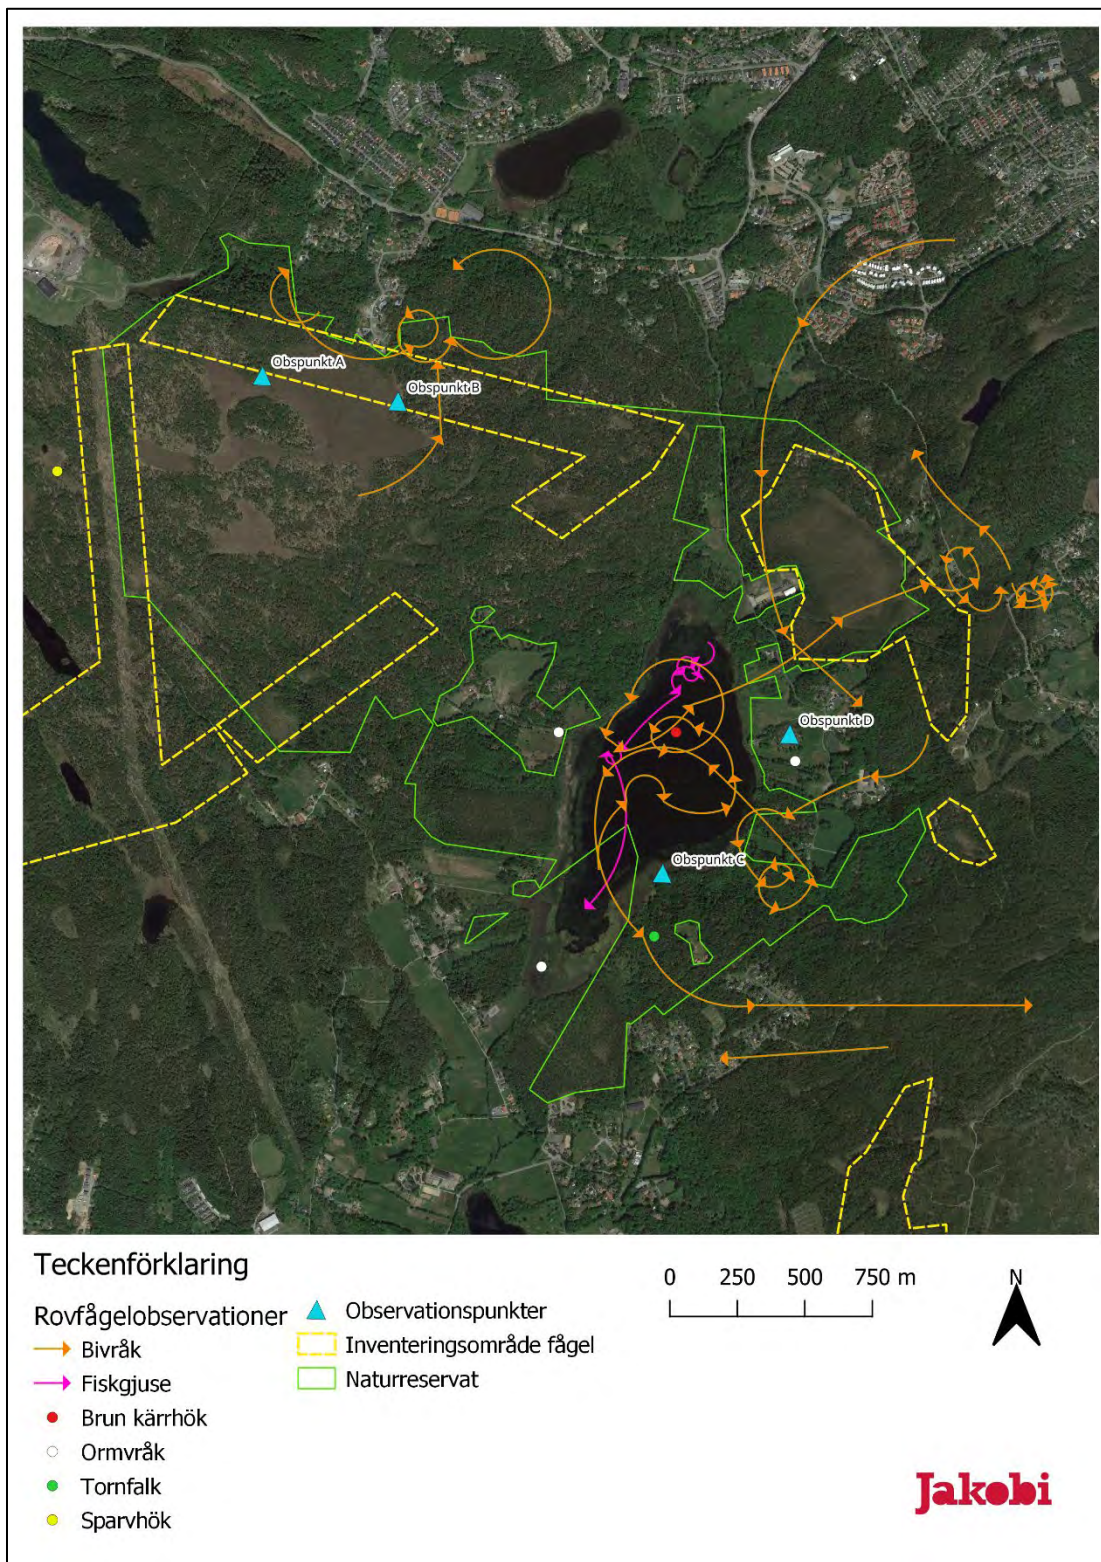 Obspunkt A
Obspunkt B
Obspunkt D
Obspunkt C
Teckenförklaring
Rovfågelobservationer
Bivråk
Fiskgjuse
Brun kärrhök
Ormvråk
Tornfalk
Sparvhök
Observationspunkter
Inventeringsområde fågel
Naturreservat
0 250 500 750 m
N
Jakobi